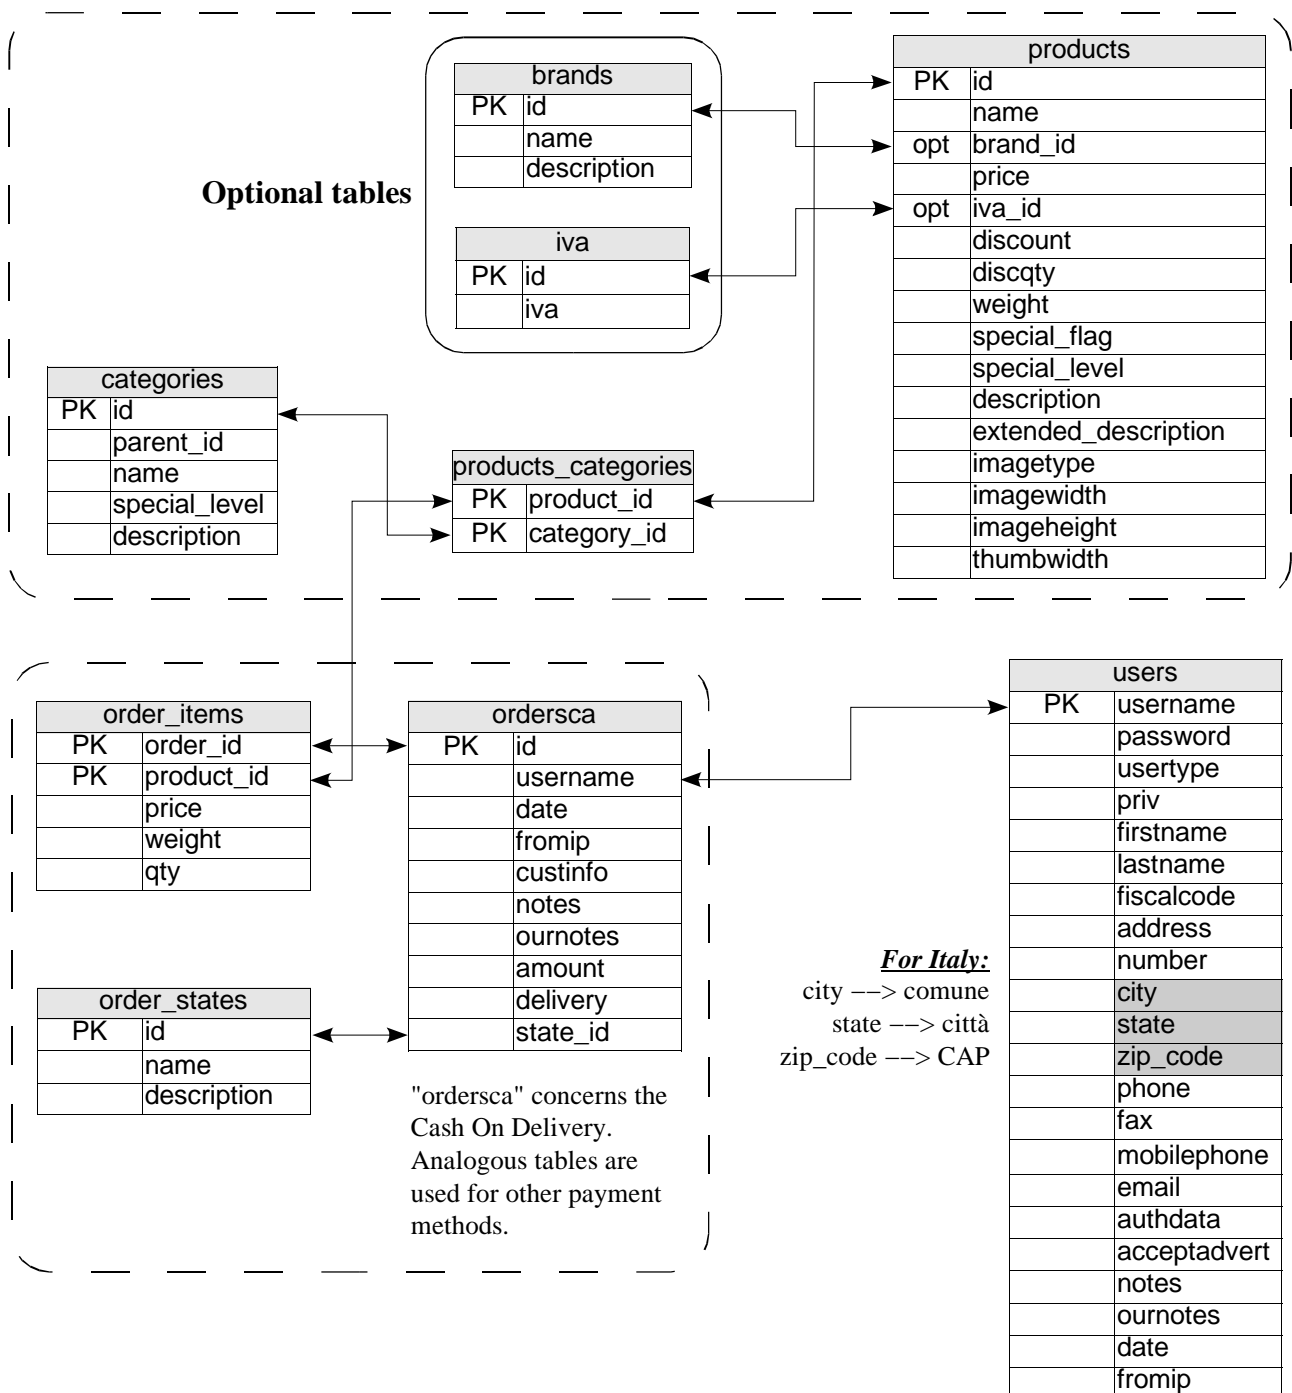 brands
PK id
name
description
Optional tables
iva
PK id
iva
products
PK id
name
opt brand_id
price
opt iva_id
discount
discqty
weight
special_flag
special_level
description
extended_description
imagetype
imagewidth
imageheight
thumbwidth
categories
PK id
parent_id
name
special_level
description
products_categories
PK product_id
PK category_id
order_items
PK order_id
PK product_id
price
weight
qty
ordersca
PK id
username
date
fromip
custinfo
notes
ournotes
amount
delivery
state_id
order_states
PK id
name
description
"ordersca" concerns the
Cash On Delivery.
Analogous tables are
used for other payment
methods.
For Italy:
city −−> comune
state −−> città
zip_code −−> CAP
users
PK username
password
usertype
priv
firstname
lastname
fiscalcode
address
number
city
state
zip_code
phone
fax
mobilephone
email
authdata
acceptadvert
notes
ournotes
date
fromip